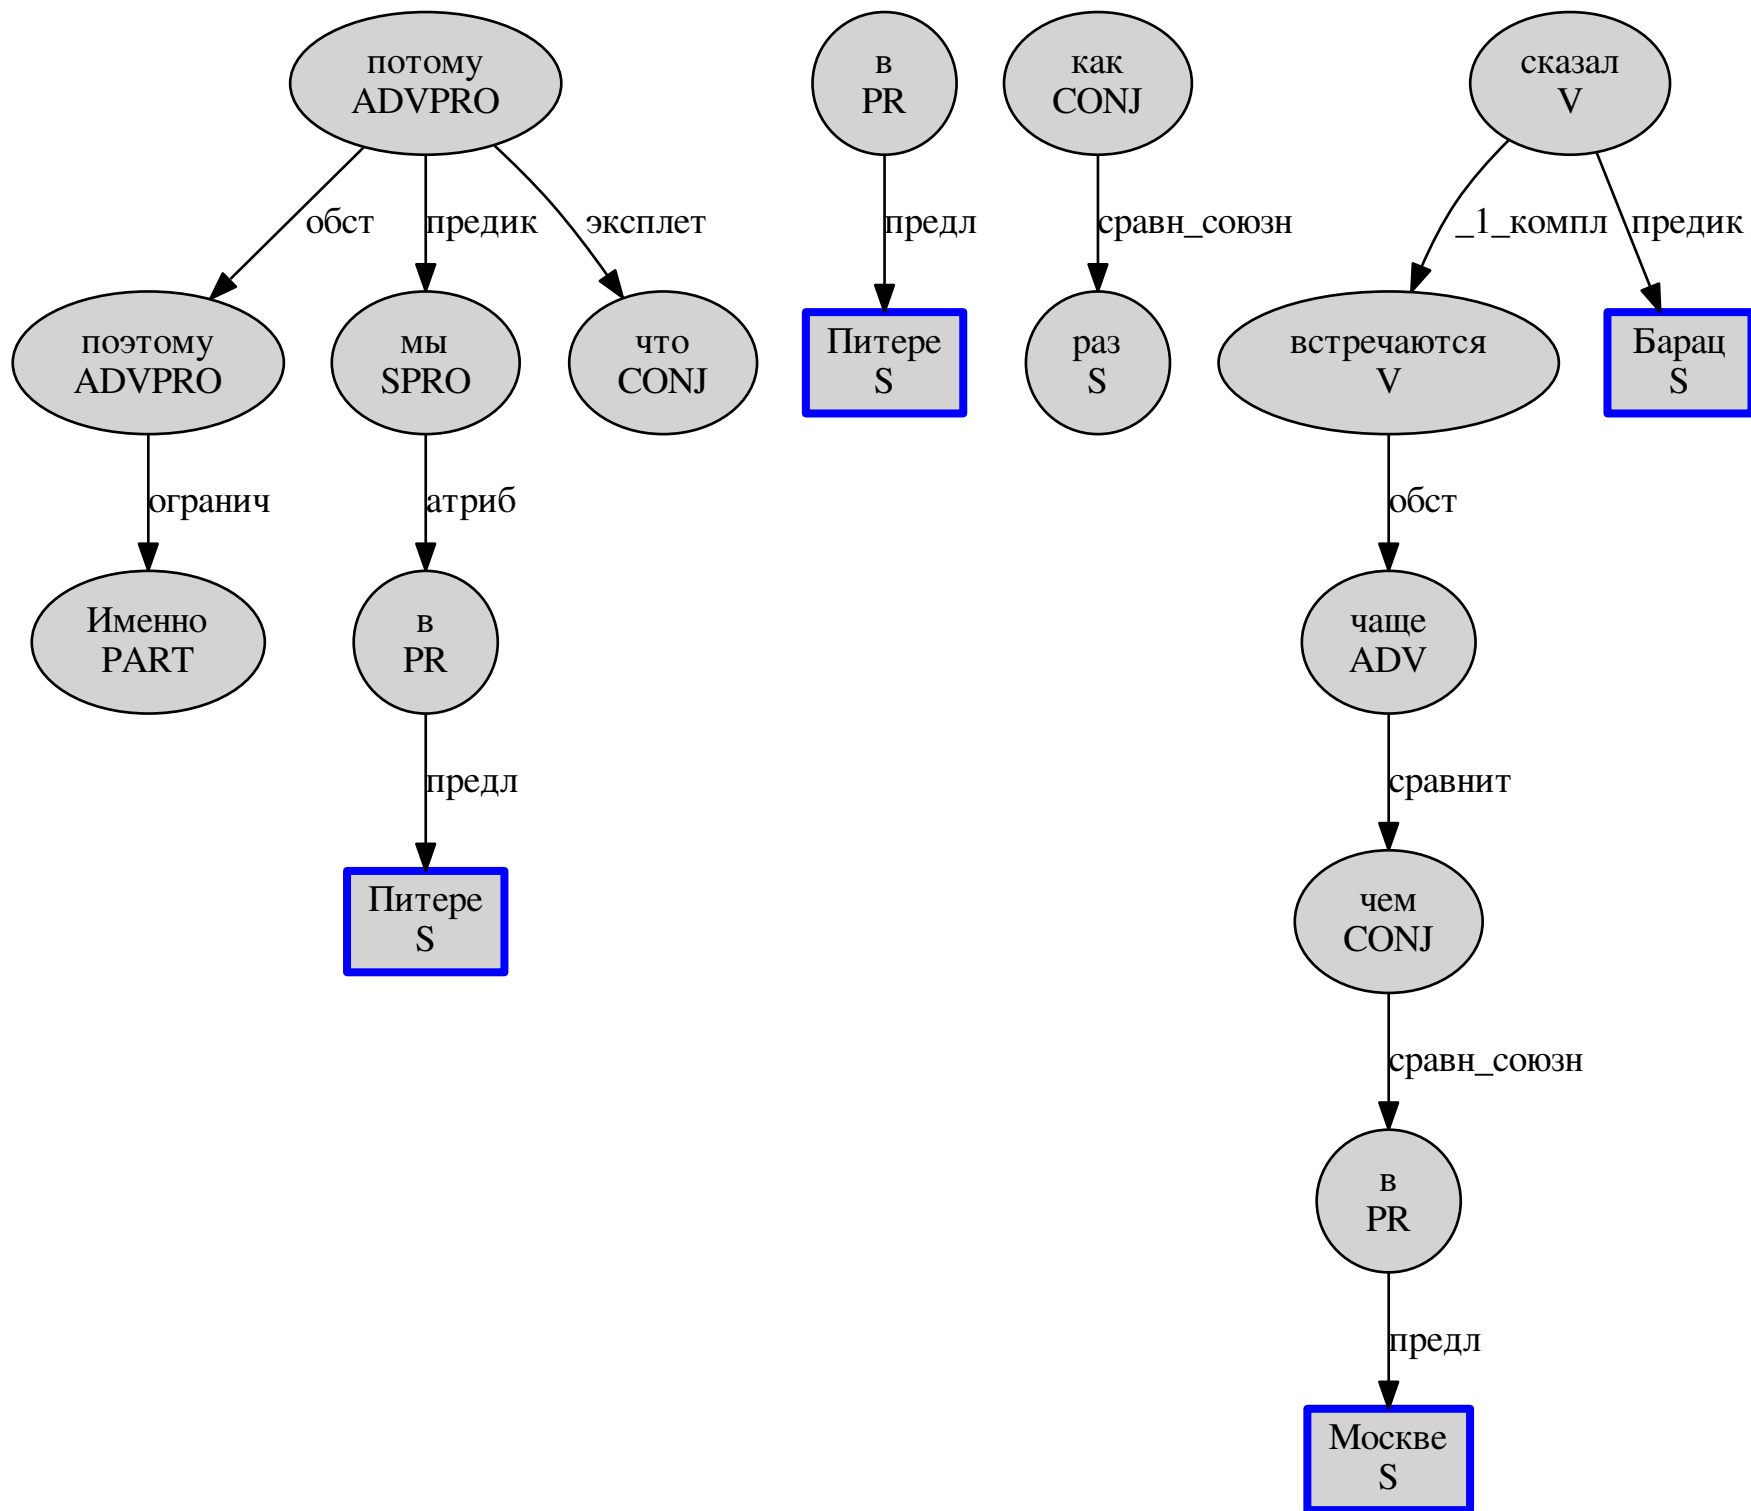 потому
ADVPRO
в
PR
как
CONJ
сказал
V
обст
предик
эксплет
предл
сравн_союзн
_1_компл
предик
поэтому
ADVPRO
мы
SPRO
что
CONJ
Питере
S
раз
S
встречаются
V
Барац
S
огранич
атриб
обст
Именно
PART
в
PR
чаще
ADV
предл
сравнит
Питере
S
чем
CONJ
сравн_союзн
в
PR
предл
Москве
S